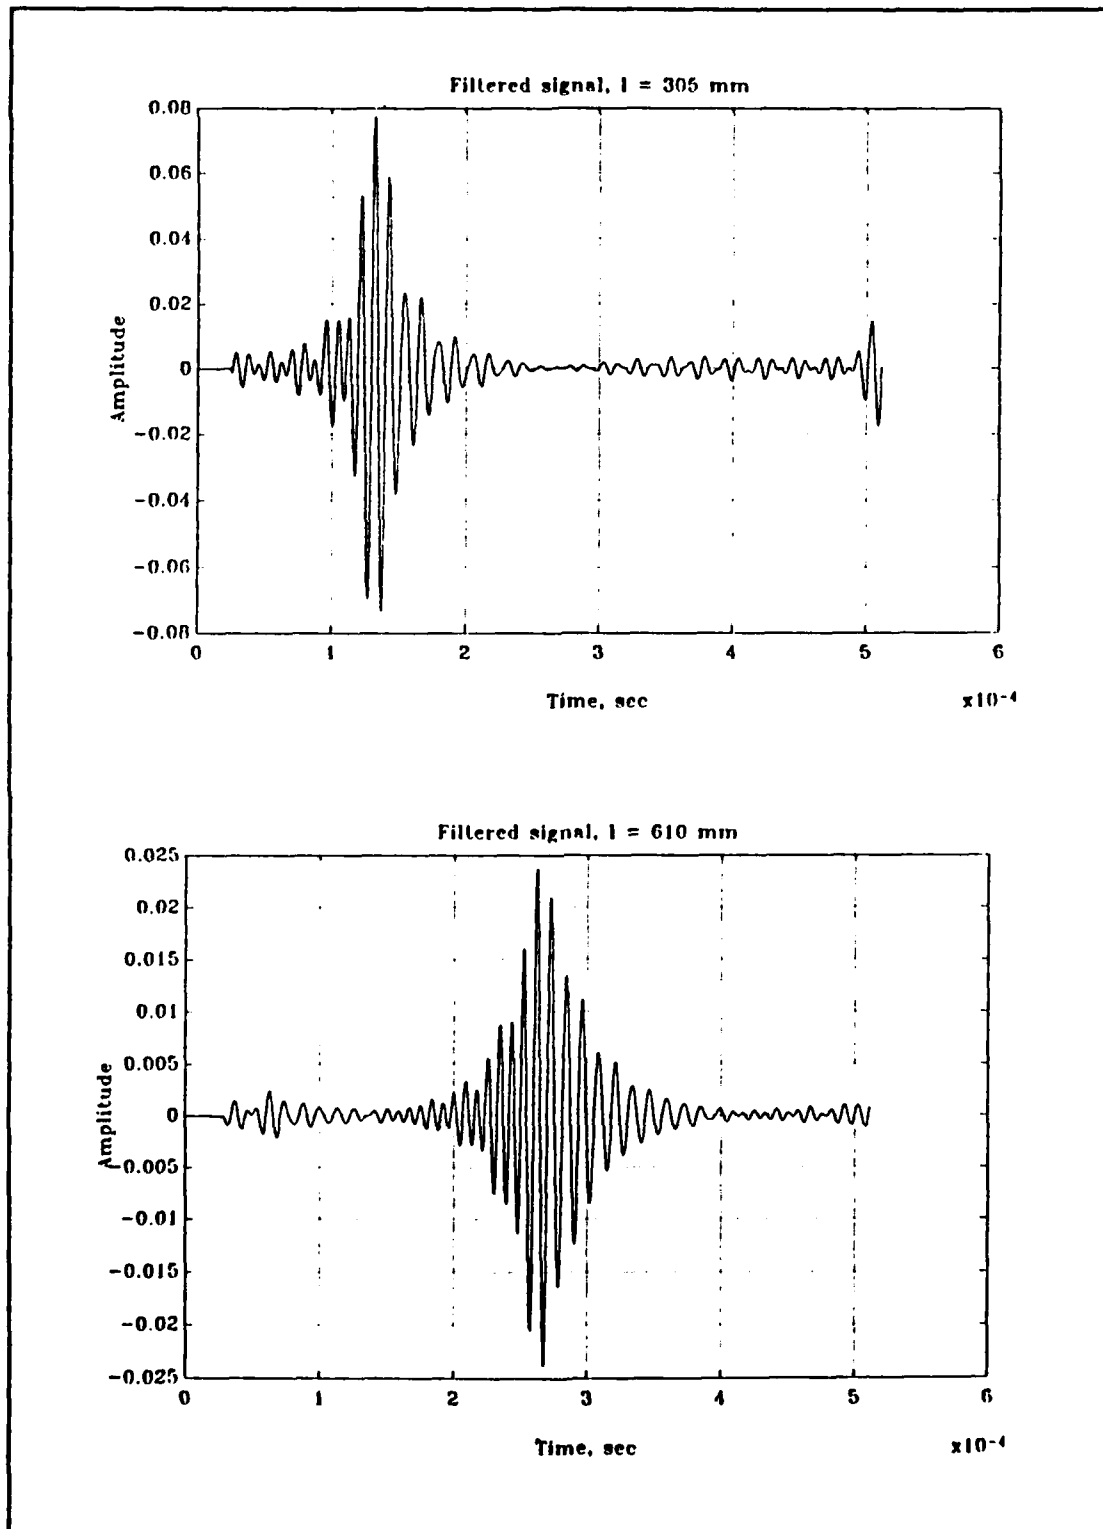 Filtered signal, l = 305 mm
0.08
0.06
0.04
0.02
0
-0.02
-0.04
-0.06
-0.08
Amplitude
0 1 2 3 4 5 6
Time, sec
x10-4
Filtered signal, l = 610 mm
0.025
0.02
0.015
0.01
0.005
0
-0.005
-0.01
-0.015
-0.02
-0.025
Amplitude
0 1 2 3 4 5 6
Time, sec
x10-4